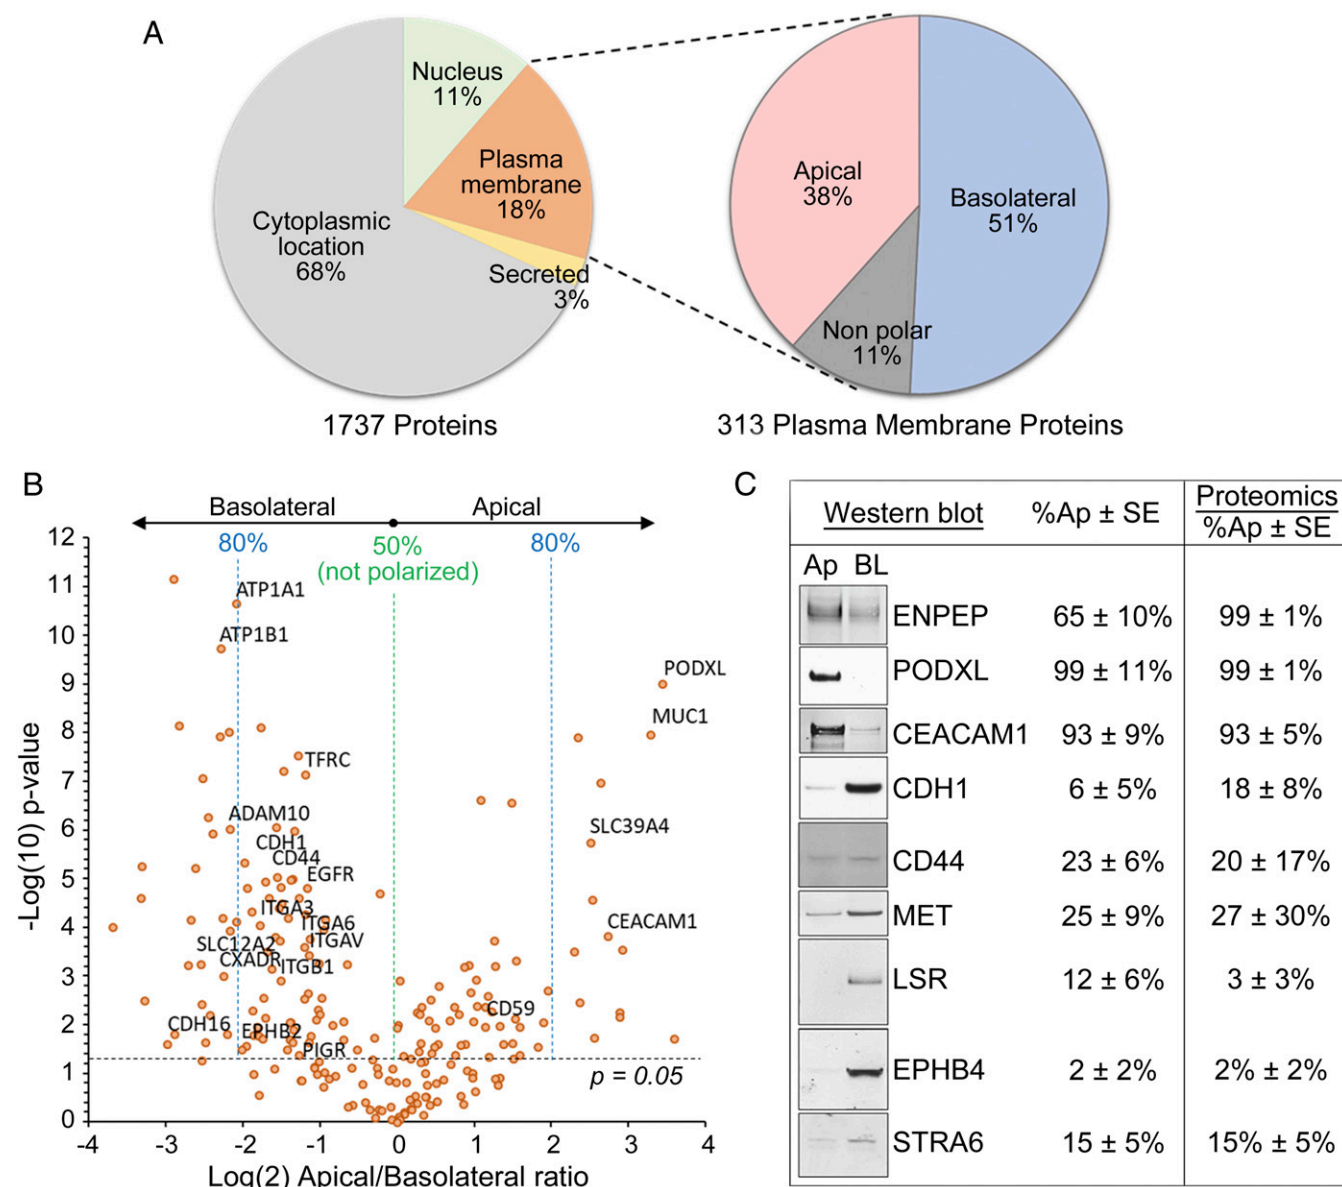 A
Nucleus
11%
Plasma
membrane
18%
Cytoplasmic
location
68%
Secreted
3%
1737 Proteins
Apical
38%
Basolateral
51%
Non polar
11%
313 Plasma Membrane Proteins
B
Basolateral
Apical
80%
50%
(not polarized)
80%
-Log(10) p-value
12
11
10
9
8
7
6
5
4
3
2
1
0
ATP1A1
ATP1B1
PODXL
MUC1
TFRC
ADAM10
SLC39A4
CDH1
CD44
EGFR
ITGA3
ITGA6
CEACAM1
SLC12A2
ITGAV
CXADR
ITGB1
CD59
CDH16
EPHB2
PIGR
p = 0.05
-4 -3 -2 -1 0 1 2 3 4
Log(2) Apical/Basolateral ratio
C
Western blot %Ap ± SE
Proteomics
%Ap ± SE
Ap BL
ENPEP 65 ± 10% 99 ± 1%
PODXL 99 ± 11% 99 ± 1%
CEACAM1 93 ± 9% 93 ± 5%
CDH1 6 ± 5% 18 ± 8%
CD44 23 ± 6% 20 ± 17%
MET 25 ± 9% 27 ± 30%
LSR 12 ± 6% 3 ± 3%
EPHB4 2 ± 2% 2% ± 2%
STRA6 15 ± 5% 15% ± 5%